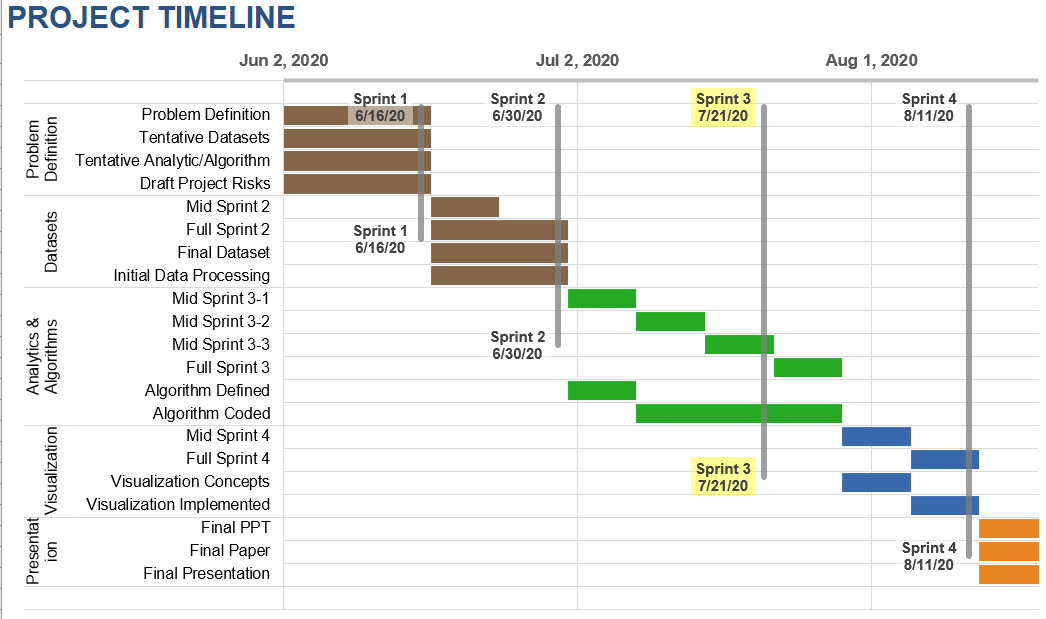 PROJECT TIMELINE
Jun 2, 2020 Jul 2, 2020 Aug 1, 2020
Sprint 1 Sprint 2 Sprint 3 Sprint 4
6/16/20 6/30/20 7/21/20 8/11/20
Problem
Definition
Problem Definition
Tentative Datasets
Tentative Analytic/Algorithm
Draft Project Risks
Datasets
Mid Sprint 2
Full Sprint 2
Final Dataset
Initial Data Processing
Sprint 1
6/16/20
Analytics &
Algorithms
Mid Sprint 3-1
Mid Sprint 3-2
Mid Sprint 3-3
Full Sprint 3
Algorithm Defined
Algorithm Coded
Sprint 2
6/30/20
Visualization
Mid Sprint 4
Full Sprint 4
Visualization Concepts
Visualization Implemented
Sprint 3
7/21/20
Presentat
ion
Final PPT
Final Paper
Final Presentation
Sprint 4
8/11/20